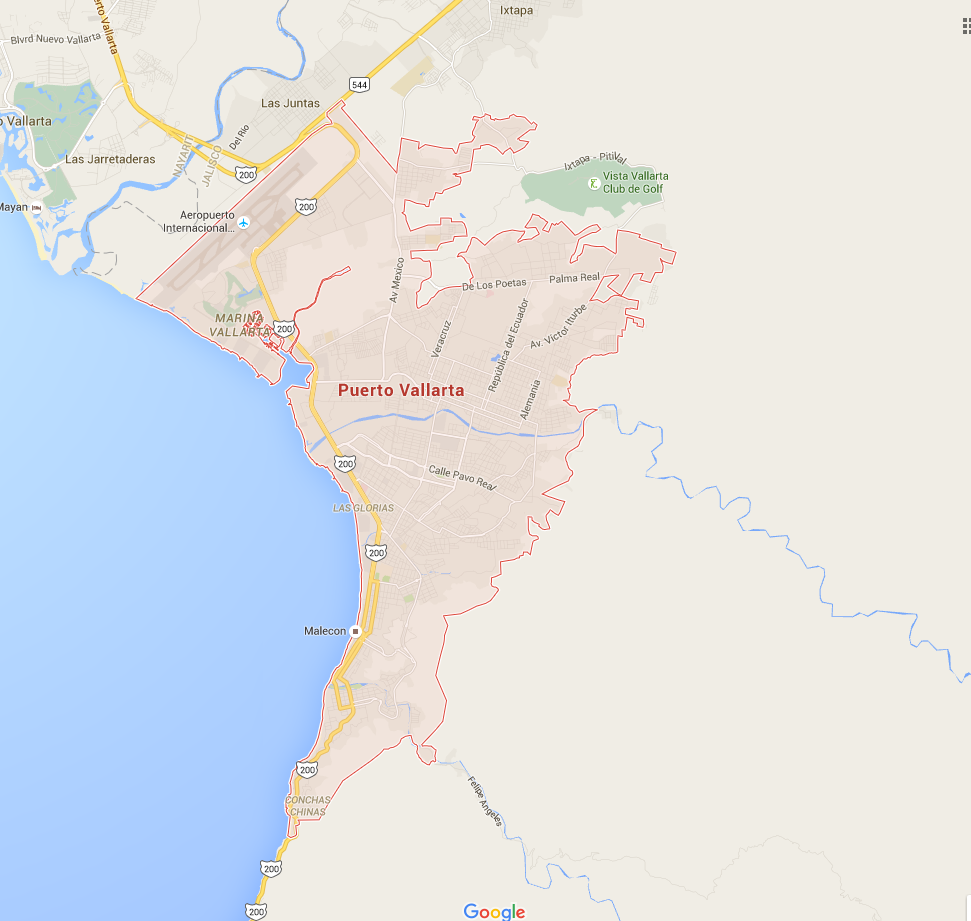 Ixtapa
rto Vallarta
Blvrd Nuevo Vallarta
200
544
Las Juntas
o Vallarta
Del Rio
NAYARIT
JALISCO
Las Jarretaderas
200
Ixtapa - Pitillal
Vista Vallarta
Club de Golf
Mayan
200
Aeropuerto
Internacional...
Av Mexico
De Los Poetas
Palma Real
MARINA
VALLARTA
200
Veracruz
República del Ecuador
Av. Victor Iturbe
Puerto Vallarta
Alemania
200
Calle Pavo Real
LAS GLORIAS
200
Malecon
200
CONCHAS
CHINAS
Felipe Angeles
200
200
Google